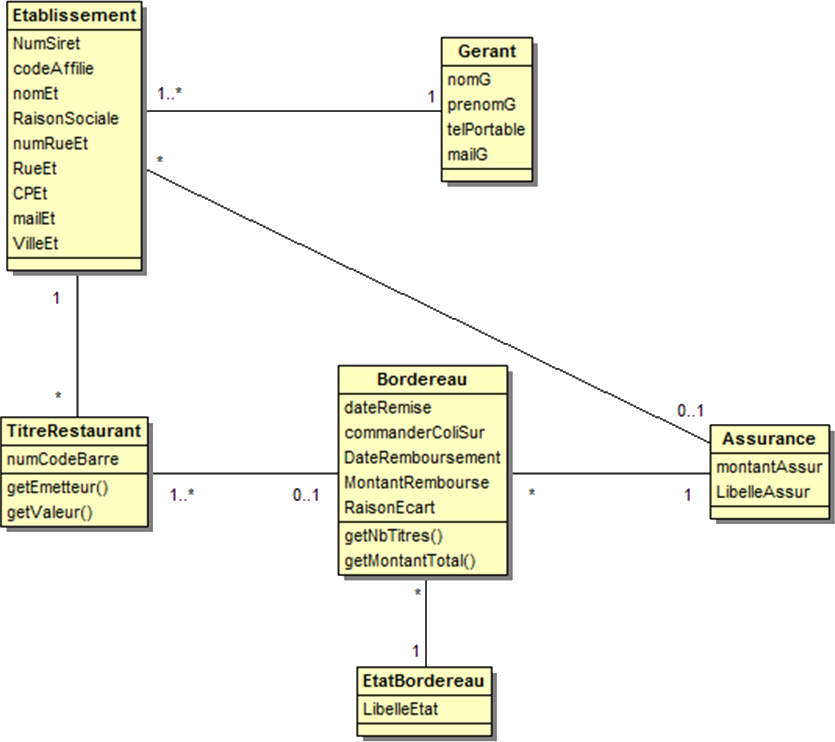 Etablissement
NumSiret
codeAffilie
nomEt
RaisonSociale
numRueEt
RueEt
CPEt
mailEt
VilleEt
1..*
1
Gerant
nomG
prenomG
telPortable
mailG
*
0..1
1
*
TitreRestaurant
numCodeBarre
getEmetteur()
getValeur()
1..*
0..1
Bordereau
dateRemise
commanderColiSur
DateRemboursement
MontantRembourse
RaisonEcart
getNbTitres()
getMontantTotal()
*
1
Assurance
montantAssur
LibelleAssur
*
1
EtatBordereau
LibelleEtat